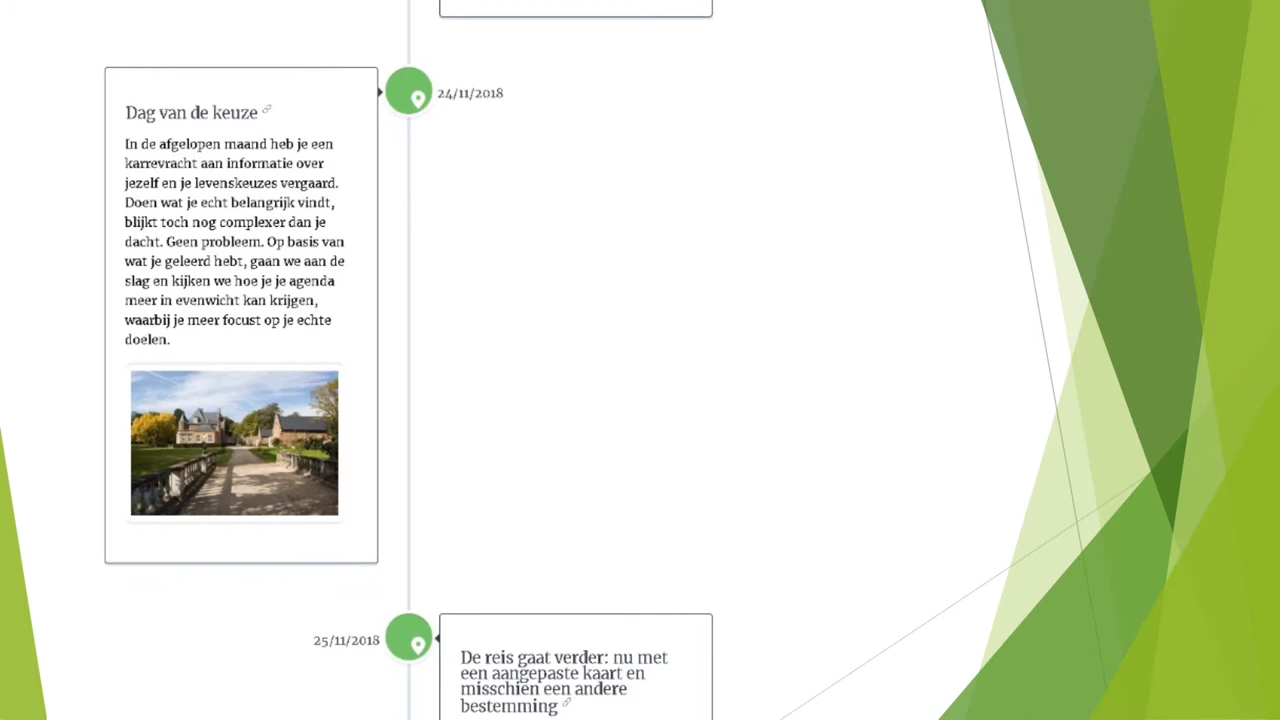 24/11/2018
Dag van de keuze
In de afgelopen maand heb je een
karrevracht aan informatie over
jezelf en je levenskeuzes vergaard.
Doen wat je echt belangrijk vindt,
blijkt toch nog complexer dan je
dacht. Geen probleem. Op basis van
wat je geleerd hebt, gaan we aan de
slag en kijken we hoe je je agenda
meer in evenwicht kan krijgen,
waarbij je meer focust op je echte
doelen.
25/11/2018
De reis gaat verder: nu met
een aangepaste kaart en
misschien een andere
bestemming